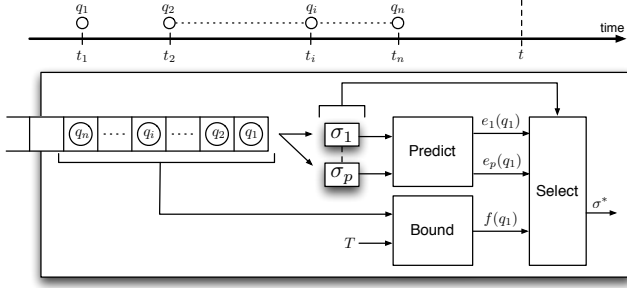 q₁ q₂ qᵢ qₙ
time
t₁ t₂ tᵢ tₙ t
qₙ ···· qᵢ ···· q₂ q₁
σ₁
σₚ
Predict
e₁(q₁)
eₚ(q₁)
Select
σ*
Bound
f(q₁)
T